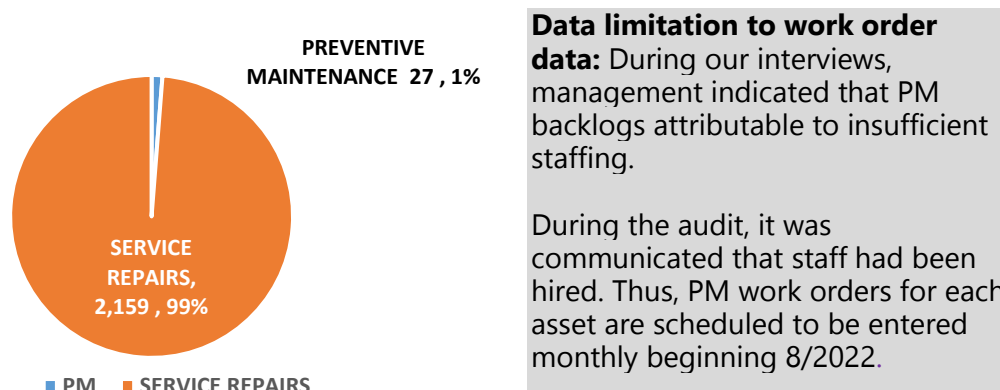 PREVENTIVE
MAINTENANCE 27 , 1%
SERVICE
REPAIRS,
2,159 , 99%
PM SERVICE REPAIRS
Data limitation to work order
data: During our interviews,
management indicated that PM
backlogs attributable to insufficient
staffing.
During the audit, it was
communicated that staff had been
hired. Thus, PM work orders for each
asset are scheduled to be entered
monthly beginning 8/2022.